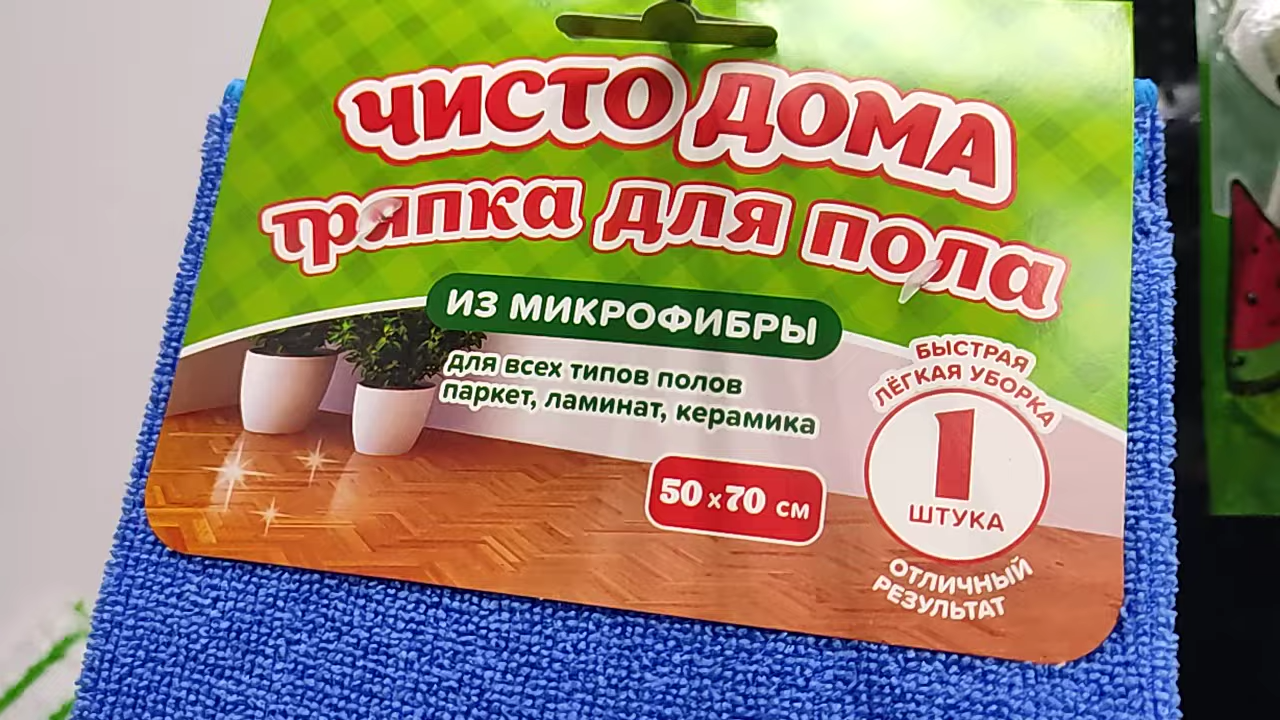 ЧИСТО ДОМА
тряпка для пола
ИЗ МИКРОФИБРЫ
для всех типов полов
паркет, ламинат, керамика
50 х 70 см
БЫСТРАЯ
ЛЁГКАЯ УБОРКА
1
ШТУКА
ОТЛИЧНЫЙ
РЕЗУЛЬТАТ